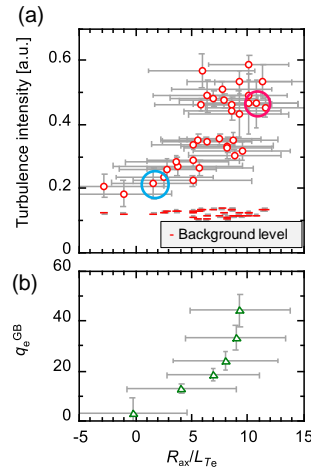 (a)
Turbulence intensity [a.u.]
0.6
0.4
0.2
0
- Background level
(b)
q_e^GB
60
40
20
0
-5 0 5 10 15
R_ax/L_Te